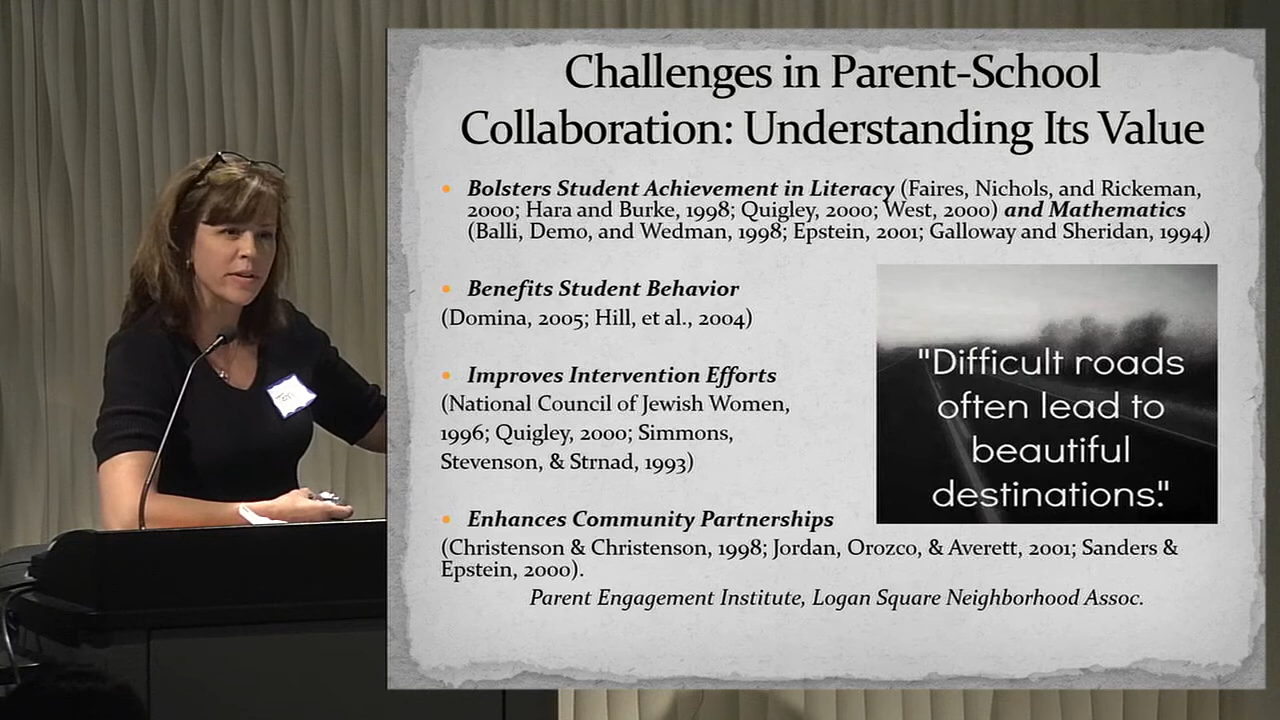 Challenges in Parent-School
Collaboration: Understanding Its Value
• Bolsters Student Achievement in Literacy (Faires, Nichols, and Rickeman,
2000; Hara and Burke, 1998; Quigley, 2000; West, 2000) and Mathematics
(Balli, Demo, and Wedman, 1998; Epstein, 2001; Galloway and Sheridan, 1994)
• Benefits Student Behavior
(Domina, 2005; Hill, et al., 2004)
• Improves Intervention Efforts
(National Council of Jewish Women,
1996; Quigley, 2000; Simmons,
Stevenson, & Strnad, 1993)
"Difficult roads
often lead to
beautiful
destinations."
• Enhances Community Partnerships
(Christenson & Christenson, 1998; Jordan, Orozco, & Averett, 2001; Sanders &
Epstein, 2000).
Parent Engagement Institute, Logan Square Neighborhood Assoc.